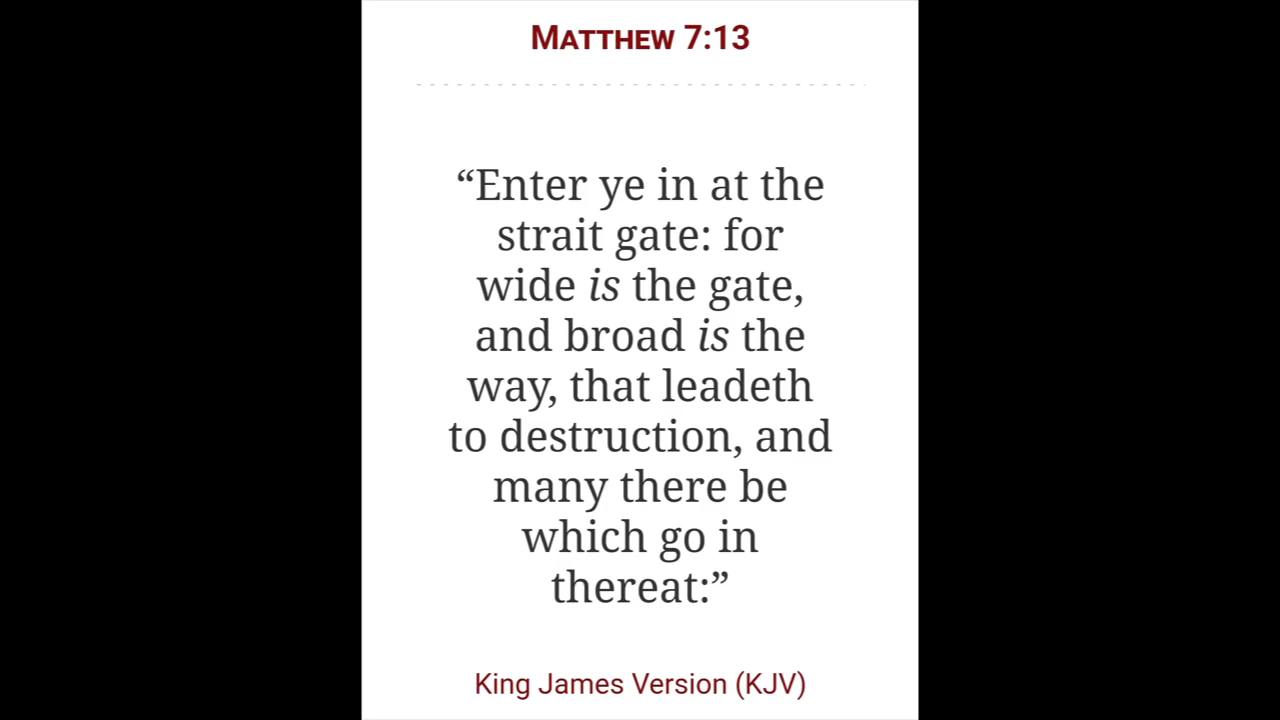 Matthew 7:13
“Enter ye in at the
strait gate: for
wide is the gate,
and broad is the
way, that leadeth
to destruction, and
many there be
which go in
thereat:”
King James Version (KJV)